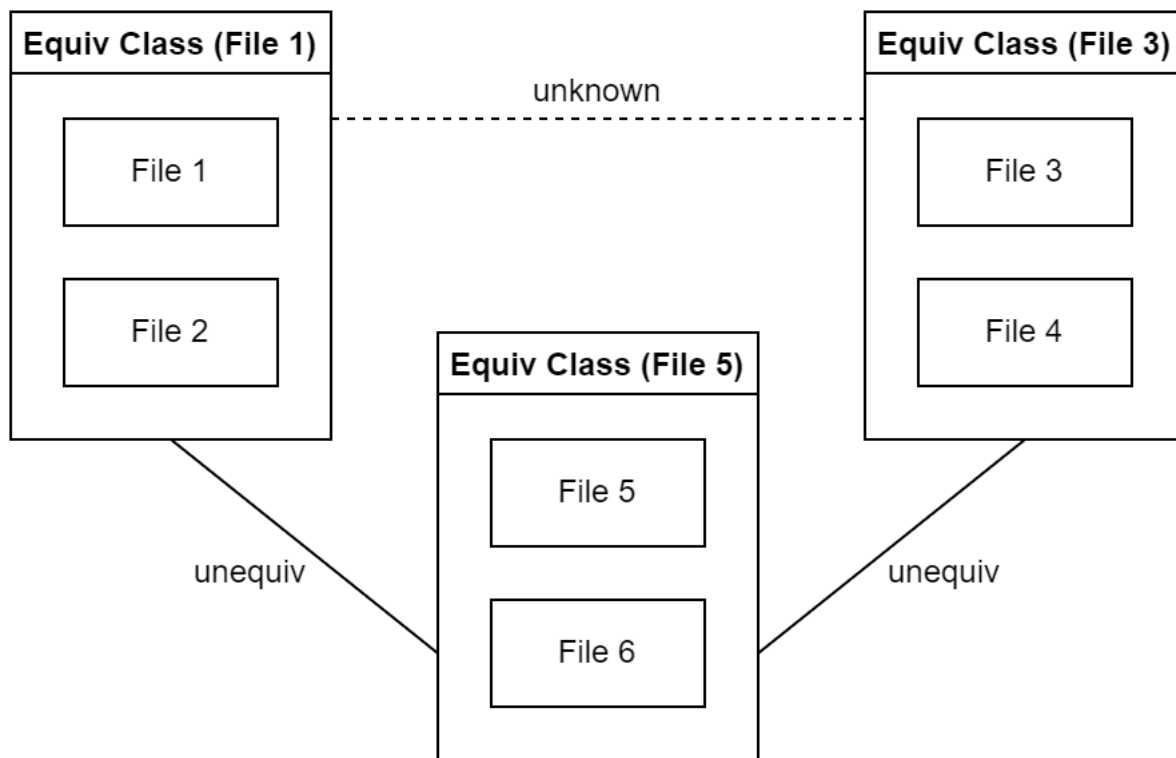 Equiv Class (File 1)
Equiv Class (File 3)
unknown
File 1
File 3
File 2
File 4
Equiv Class (File 5)
File 5
unequiv
unequiv
File 6